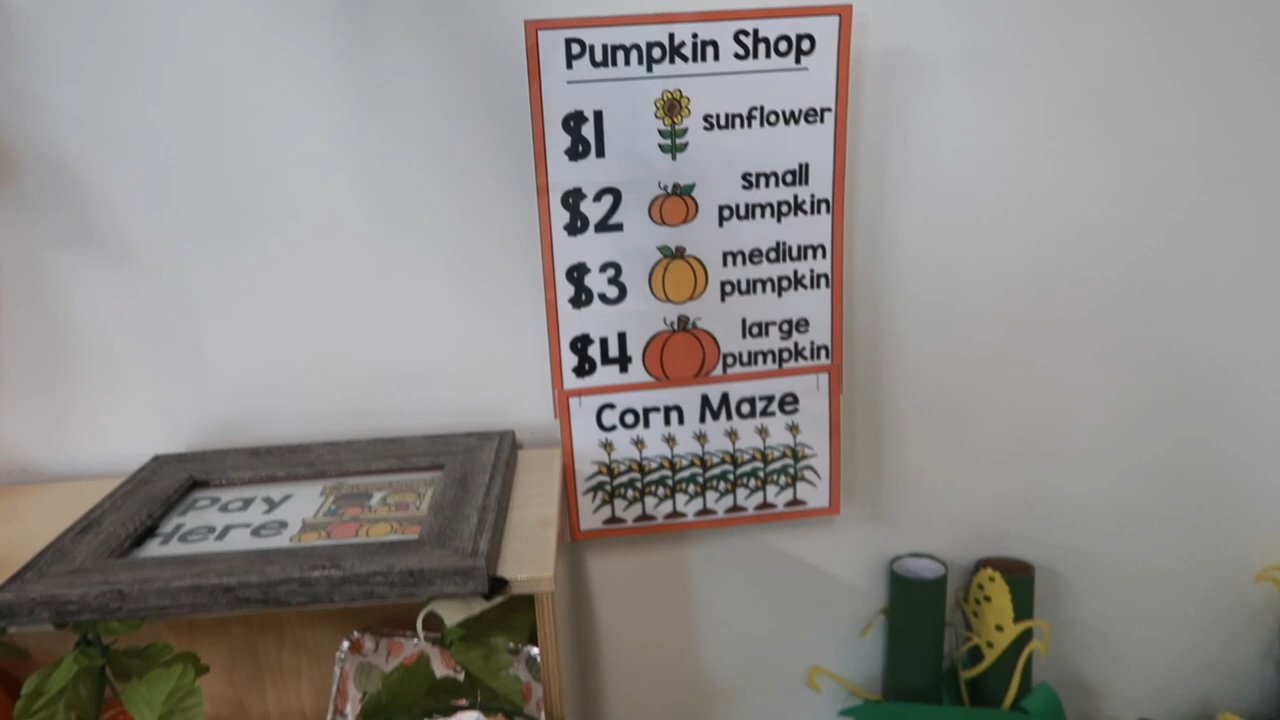 Pumpkin Shop
$1 sunflower
$2 small
pumpkin
$3 medium
pumpkin
$4 large
pumpkin
Corn Maze
Pay
Here